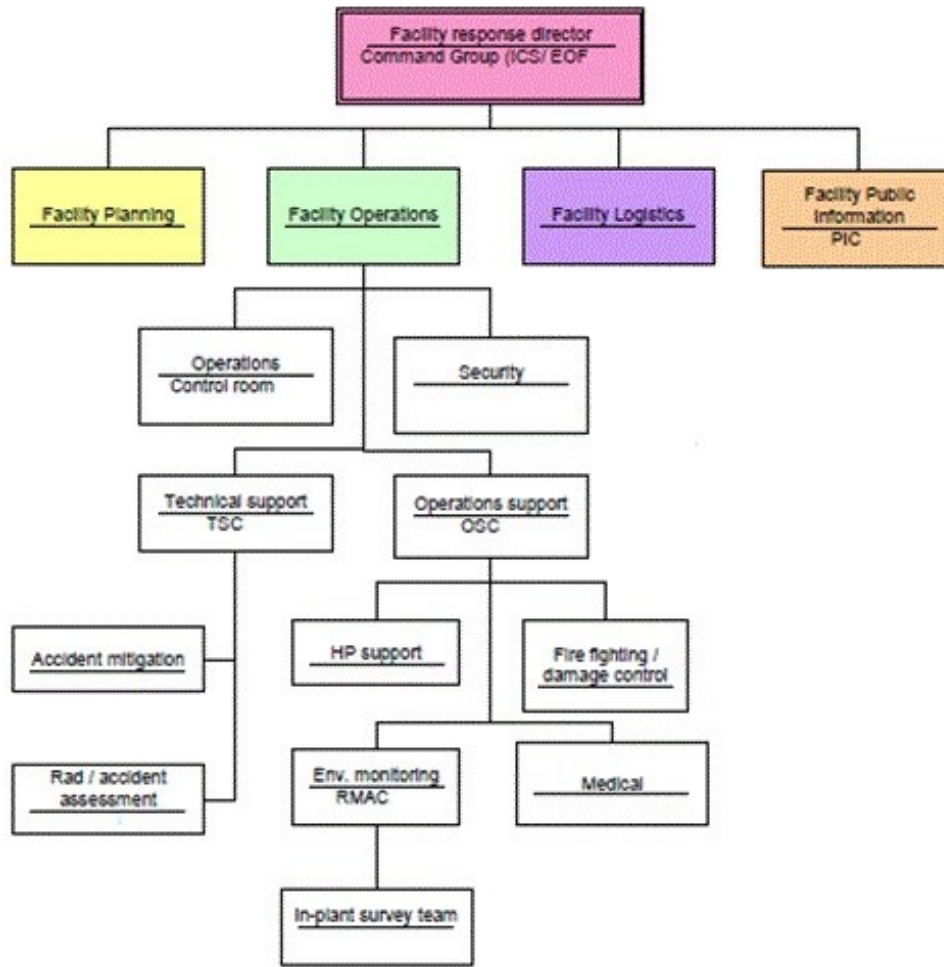 Facility response director
Command Group (ICS/ EOF
Facility Planning
Facility Operations
Facility Logistics
Facility Public
Information
PIC
Operations
Control room
Security
Technical support
TSC
Operations support
OSC
Accident mitigation
HP support
Fire fighting /
damage control
Rad / accident
assessment
Env. monitoring
RMAC
Medical
In-plant survey team